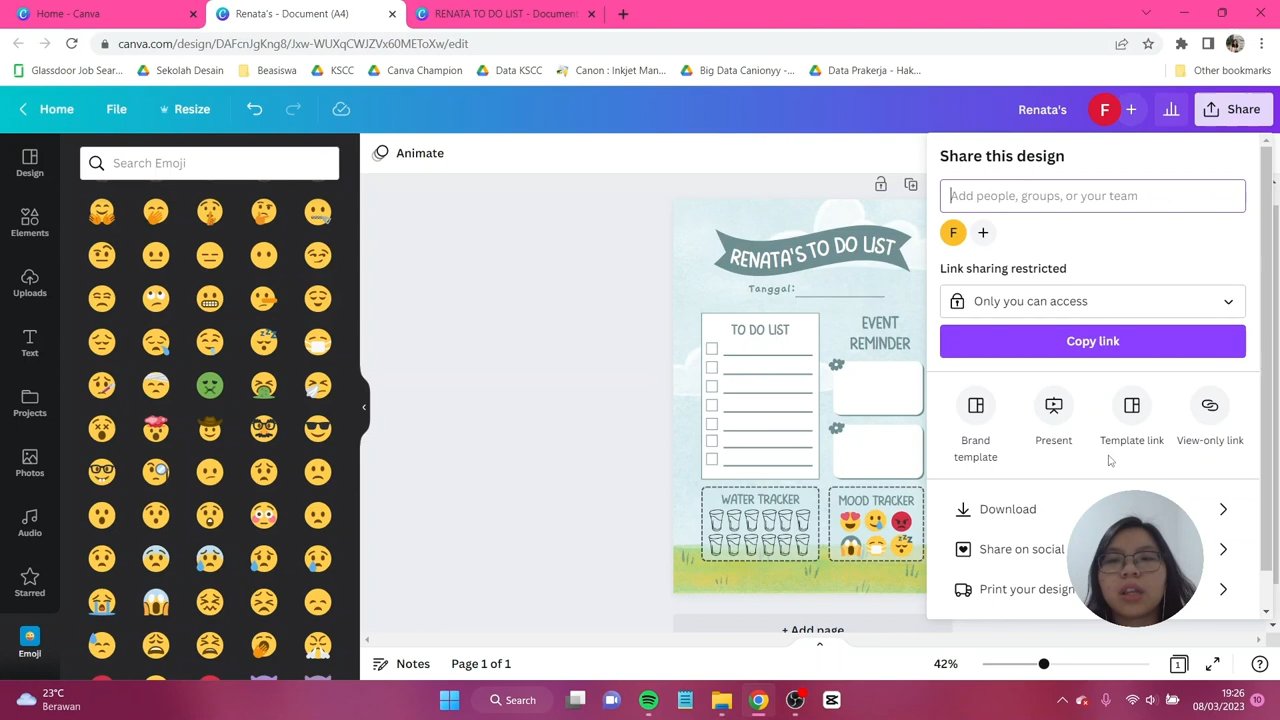 Home - Canva
Renata's - Document (A4)
RENATA TO DO LIST - Document
canva.com/design/DAFcnJgKng8/Jxw-WUXqCWJZVx60METoXw/edit
Glassdoor Job Sear...
Sekolah Desain
Beasiswa
KSCC
Canva Champion
Data KSCC
Canon : Inkjet Man...
Big Data Canionyy -...
Data Prakerja - Hak...
Other bookmarks
Home
File
Resize
Renata's
F
Share
Design
Elements
Uploads
Text
Projects
Photos
Audio
Starred
Emoji
Search Emoji
Animate
RENATA'S TO DO LIST
Tanggal:
TO DO LIST
EVENT
REMINDER
WATER TRACKER
MOOD TRACKER
+ Add page
Share this design
Add people, groups, or your team
F
Link sharing restricted
Only you can access
Copy link
Brand
template
Present
Template link
View-only link
Download
Share on social
Print your design
Notes
Page 1 of 1
42%
1
23°C
Berawan
Search
19:26
08/03/2023
10